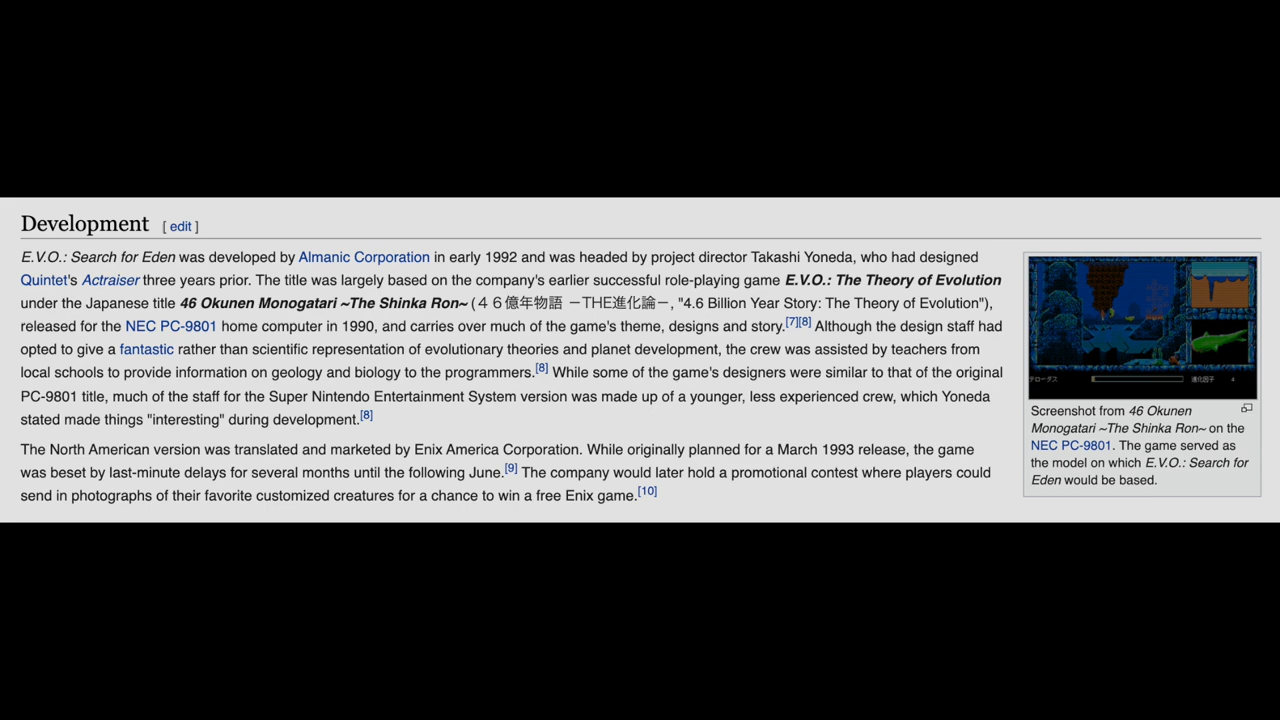 Development [ edit ]
E.V.O.: Search for Eden was developed by Almanic Corporation in early 1992 and was headed by project director Takashi Yoneda, who had designed
Quintet's Actraiser three years prior. The title was largely based on the company's earlier successful role-playing game E.V.O.: The Theory of Evolution
under the Japanese title 46 Okunen Monogatari ~The Shinka Ron~ (４６億年物語 －THE進化論－, "4.6 Billion Year Story: The Theory of Evolution"),
released for the NEC PC-9801 home computer in 1990, and carries over much of the game's theme, designs and story.[7][8] Although the design staff had
opted to give a fantastic rather than scientific representation of evolutionary theories and planet development, the crew was assisted by teachers from
local schools to provide information on geology and biology to the programmers.[8] While some of the game's designers were similar to that of the original
PC-9801 title, much of the staff for the Super Nintendo Entertainment System version was made up of a younger, less experienced crew, which Yoneda
stated made things "interesting" during development.[8]
The North American version was translated and marketed by Enix America Corporation. While originally planned for a March 1993 release, the game
was beset by last-minute delays for several months until the following June.[9] The company would later hold a promotional contest where players could
send in photographs of their favorite customized creatures for a chance to win a free Enix game.[10]
進化因子 4
Screenshot from 46 Okunen
Monogatari ~The Shinka Ron~ on the
NEC PC-9801. The game served as
the model on which E.V.O.: Search for
Eden would be based.